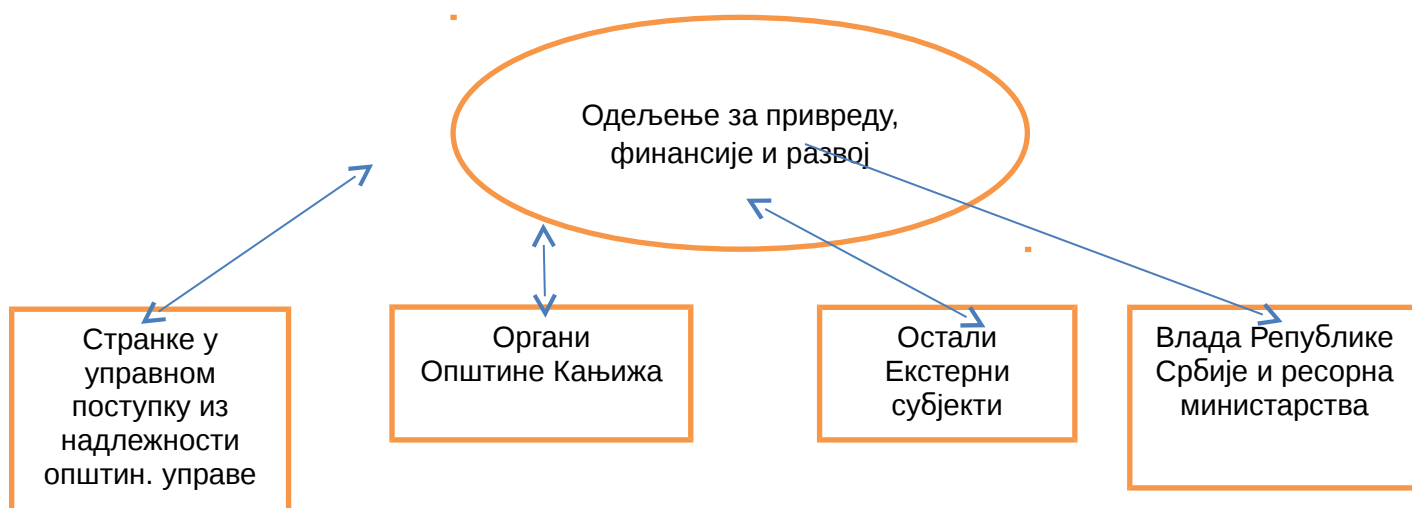 Одељење за привреду,
финансије и развој
Странке у
управном
поступку из
надлежности
општин. управе
Органи
Општине Кањижа
Остали
Екстерни
субјекти
Влада Републике
Србије и ресорна
министарства